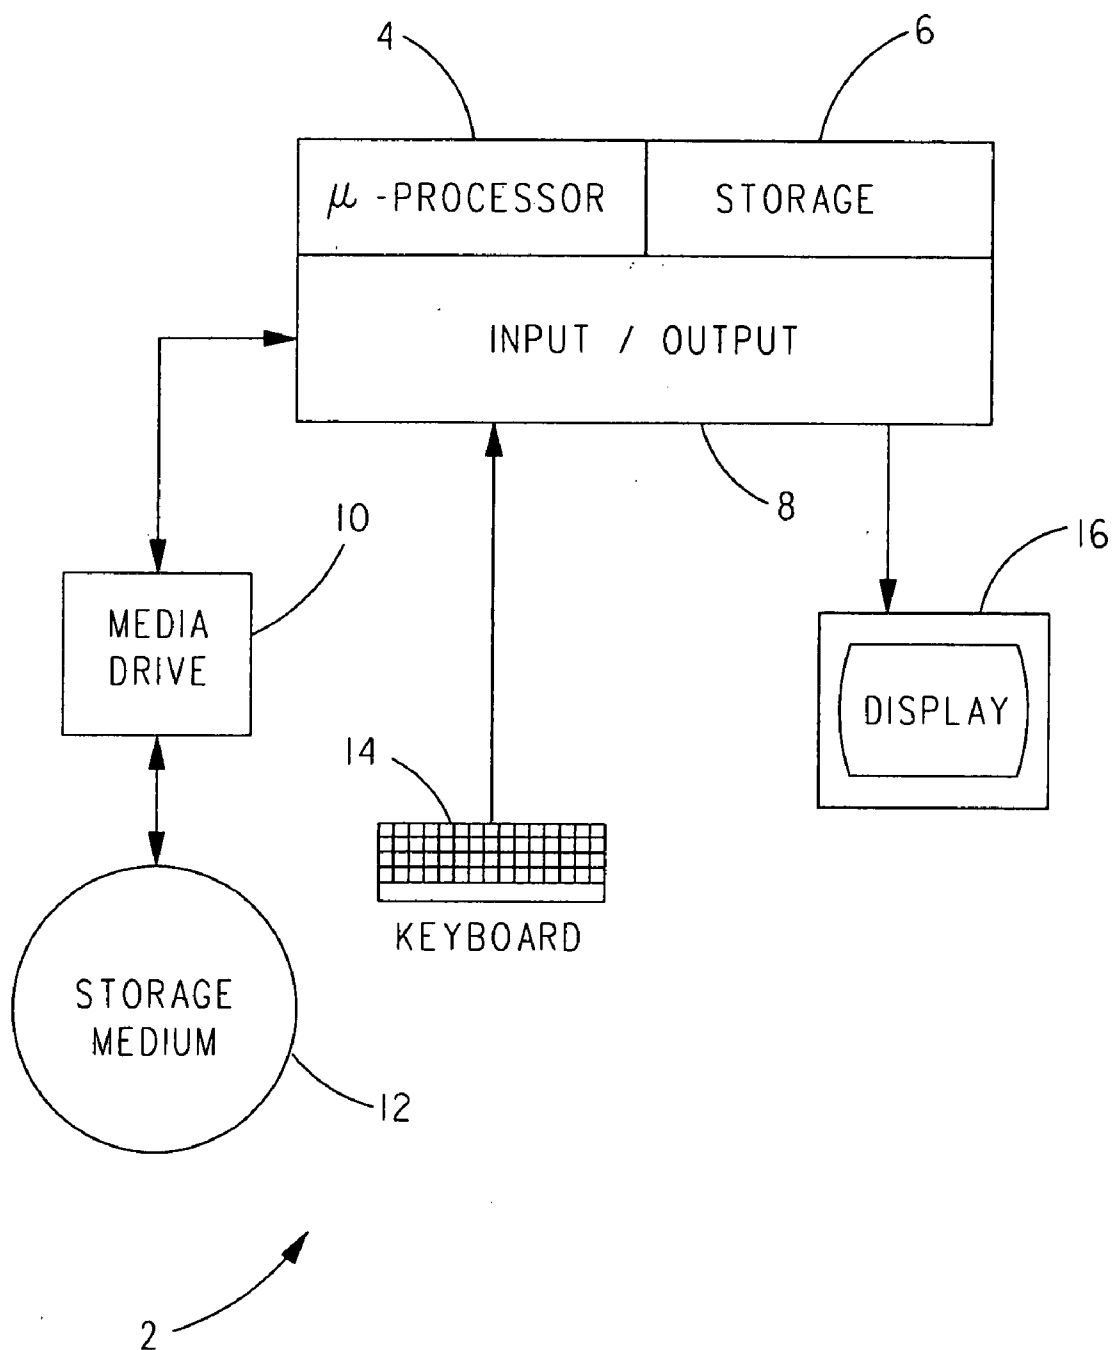 4
6
μ -PROCESSOR
STORAGE
INPUT / OUTPUT
8
10
16
MEDIA
DRIVE
DISPLAY
14
KEYBOARD
STORAGE
MEDIUM
12
2